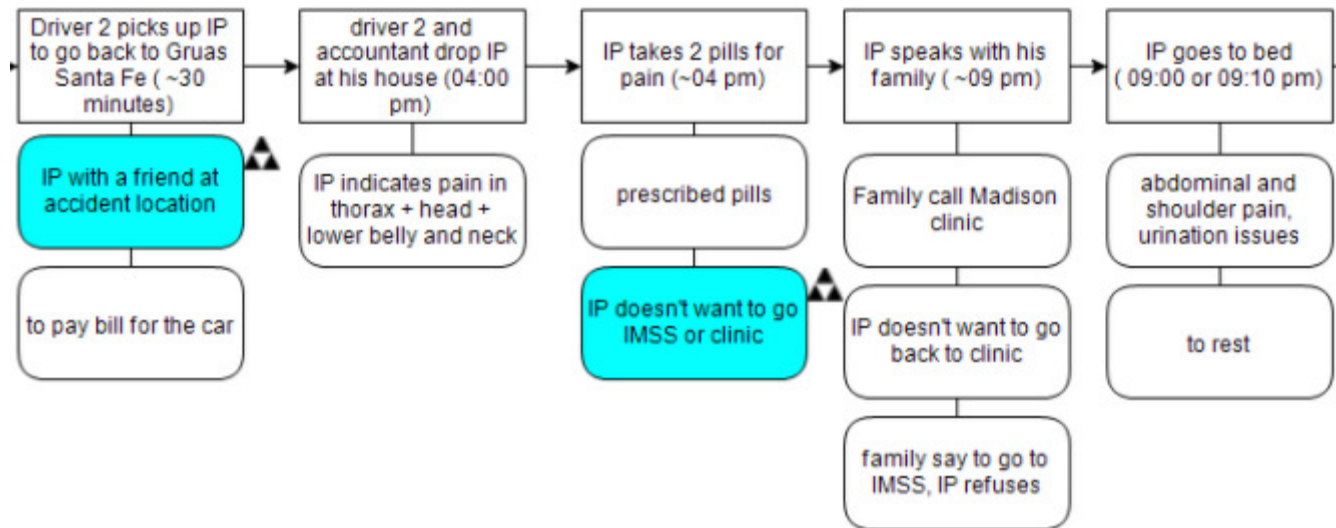 Driver 2 picks up IP
to go back to Gruas
Santa Fe ( ~30
minutes)
IP with a friend at
accident location
to pay bill for the car
driver 2 and
accountant drop IP
at his house (04:00
pm)
IP indicates pain in
thorax + head +
lower belly and neck
IP takes 2 pills for
pain (~04 pm)
prescribed pills
IP doesn't want to go
IMSS or clinic
IP speaks with his
family ( ~09 pm)
Family call Madison
clinic
IP doesn't want to go
back to clinic
family say to go to
IMSS, IP refuses
IP goes to bed
( 09:00 or 09:10 pm)
abdominal and
shoulder pain,
urination issues
to rest